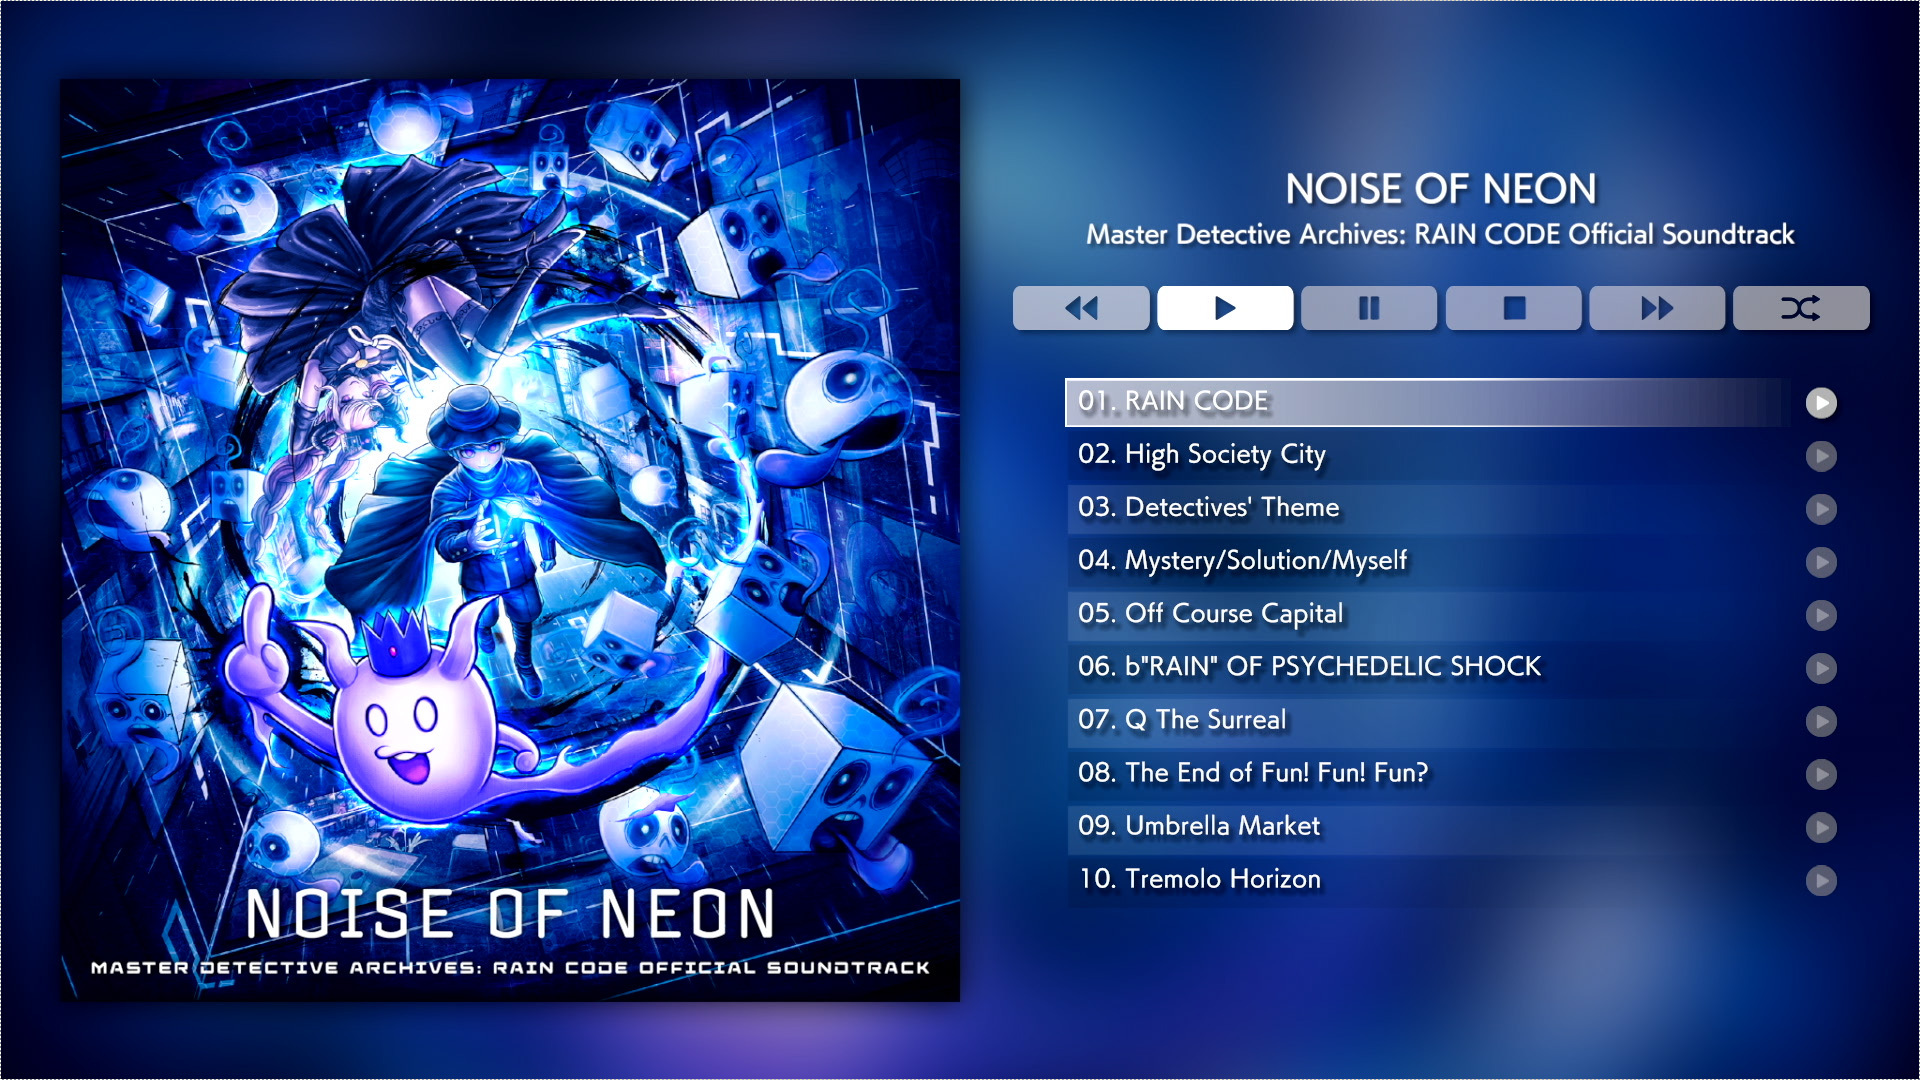 NOISE OF NEON
MASTER DETECTIVE ARCHIVES: RAIN CODE OFFICIAL SOUNDTRACK
NOISE OF NEON
Master Detective Archives: RAIN CODE Official Soundtrack
01. RAIN CODE
02. High Society City
03. Detectives' Theme
04. Mystery/Solution/Myself
05. Off Course Capital
06. b"RAIN" OF PSYCHEDELIC SHOCK
07. Q The Surreal
08. The End of Fun! Fun! Fun?
09. Umbrella Market
10. Tremolo Horizon